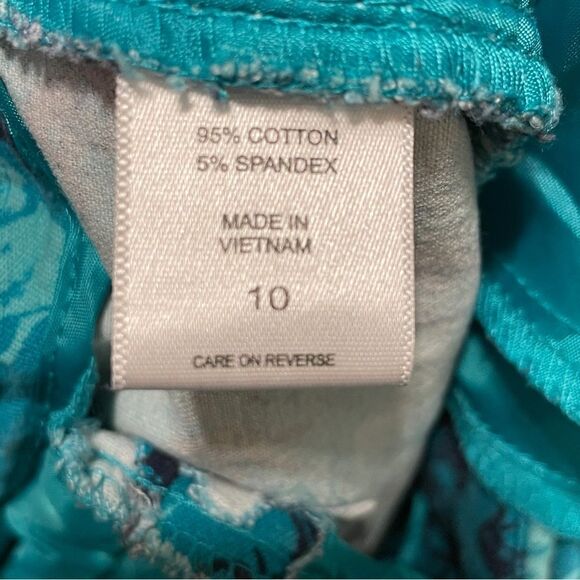 95% COTTON
5% SPANDEX
MADE IN
VIETNAM
10
CARE ON REVERSE